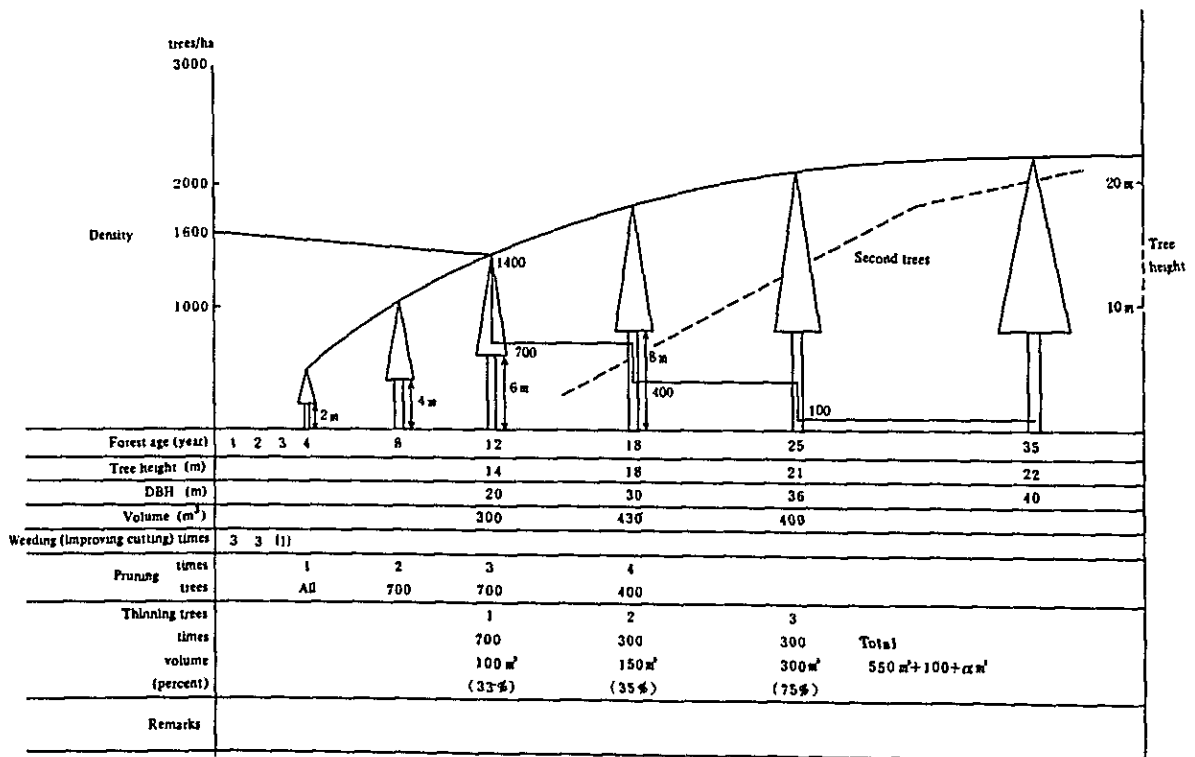 trees/ha
3000
2000
20 m
1600
Density
Tree
height
Second trees
1400
1000
10 m
700
8 m
6 m
400
4 m
2 m
100
Forest age (year) 1 2 3 4 8 12 18 25 35
Tree height (m) 14 18 21 22
DBH (m) 20 30 36 40
Volume (m³) 300 430 400
Weeding (improving cutting) times 3 3 (1)
Pruning
times 1 2 3 4
trees All 700 700 400
Thinning trees 1 2 3
times 700 300 300 Total
volume 100 m³ 150 m³ 300 m³ 550 m³+100+α m³
(percent) (33%) (35%) (75%)
Remarks